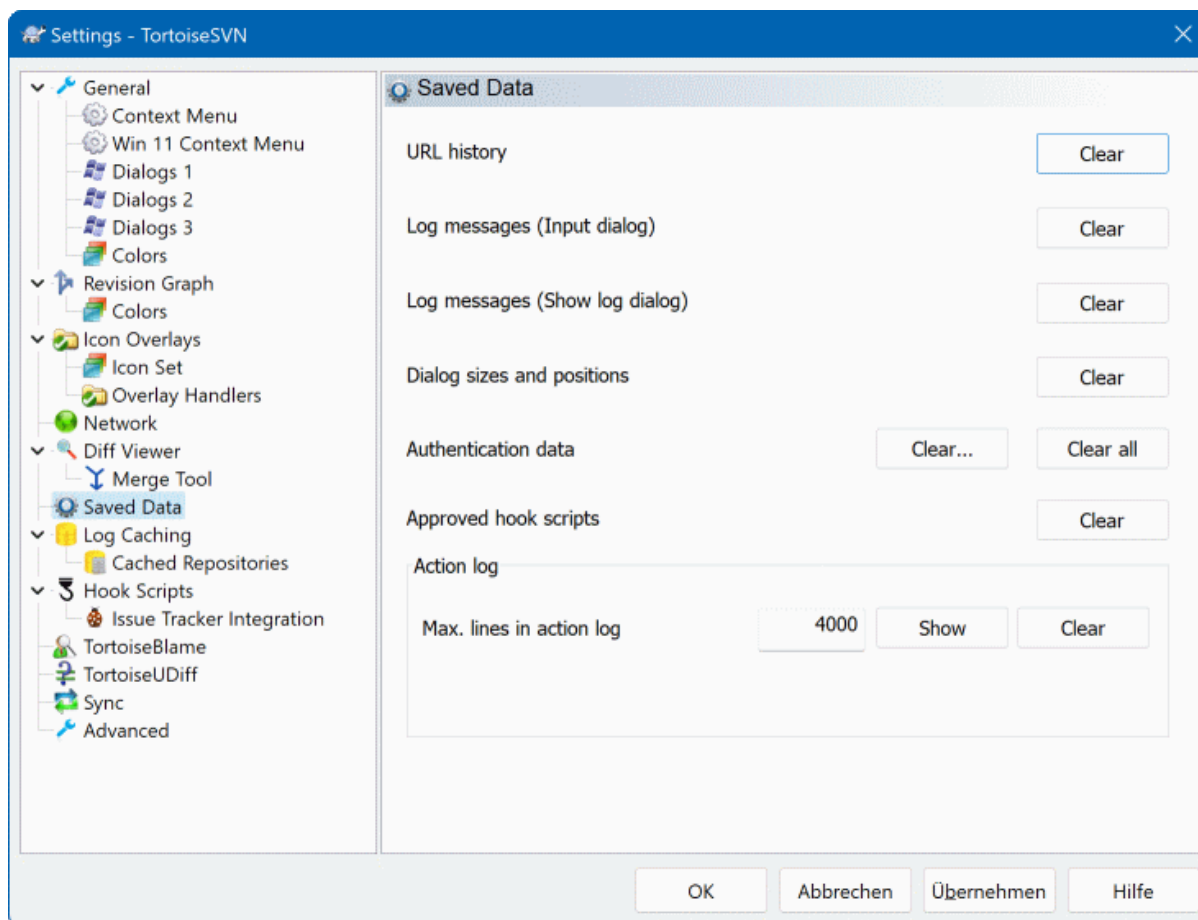 Settings - TortoiseSVN
General
Context Menu
Win 11 Context Menu
Dialogs 1
Dialogs 2
Dialogs 3
Colors
Revision Graph
Colors
Icon Overlays
Icon Set
Overlay Handlers
Network
Diff Viewer
Merge Tool
Saved Data
Log Caching
Cached Repositories
Hook Scripts
Issue Tracker Integration
TortoiseBlame
TortoiseUDiff
Sync
Advanced
Saved Data
URL history Clear
Log messages (Input dialog) Clear
Log messages (Show log dialog) Clear
Dialog sizes and positions Clear
Authentication data Clear... Clear all
Approved hook scripts Clear
Action log
Max. lines in action log 4000 Show Clear
OK Abbrechen Übernehmen Hilfe